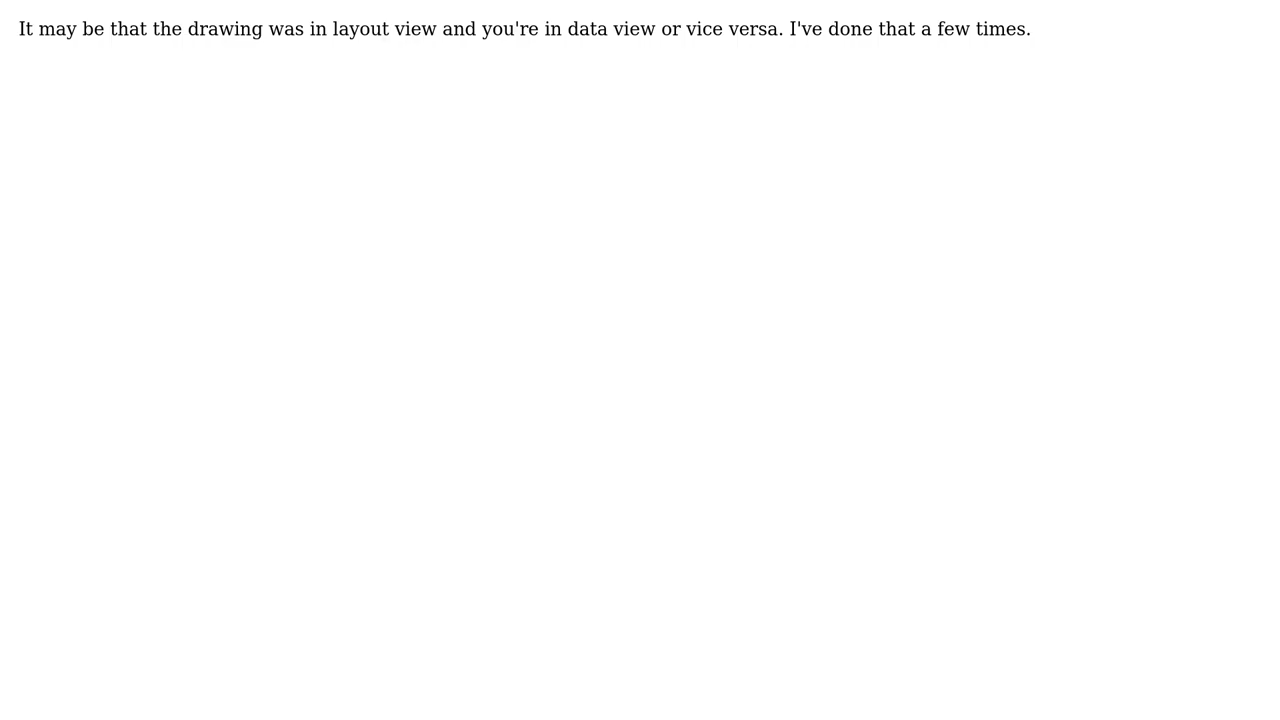 It may be that the drawing was in layout view and you're in data view or vice versa. I've done that a few times.